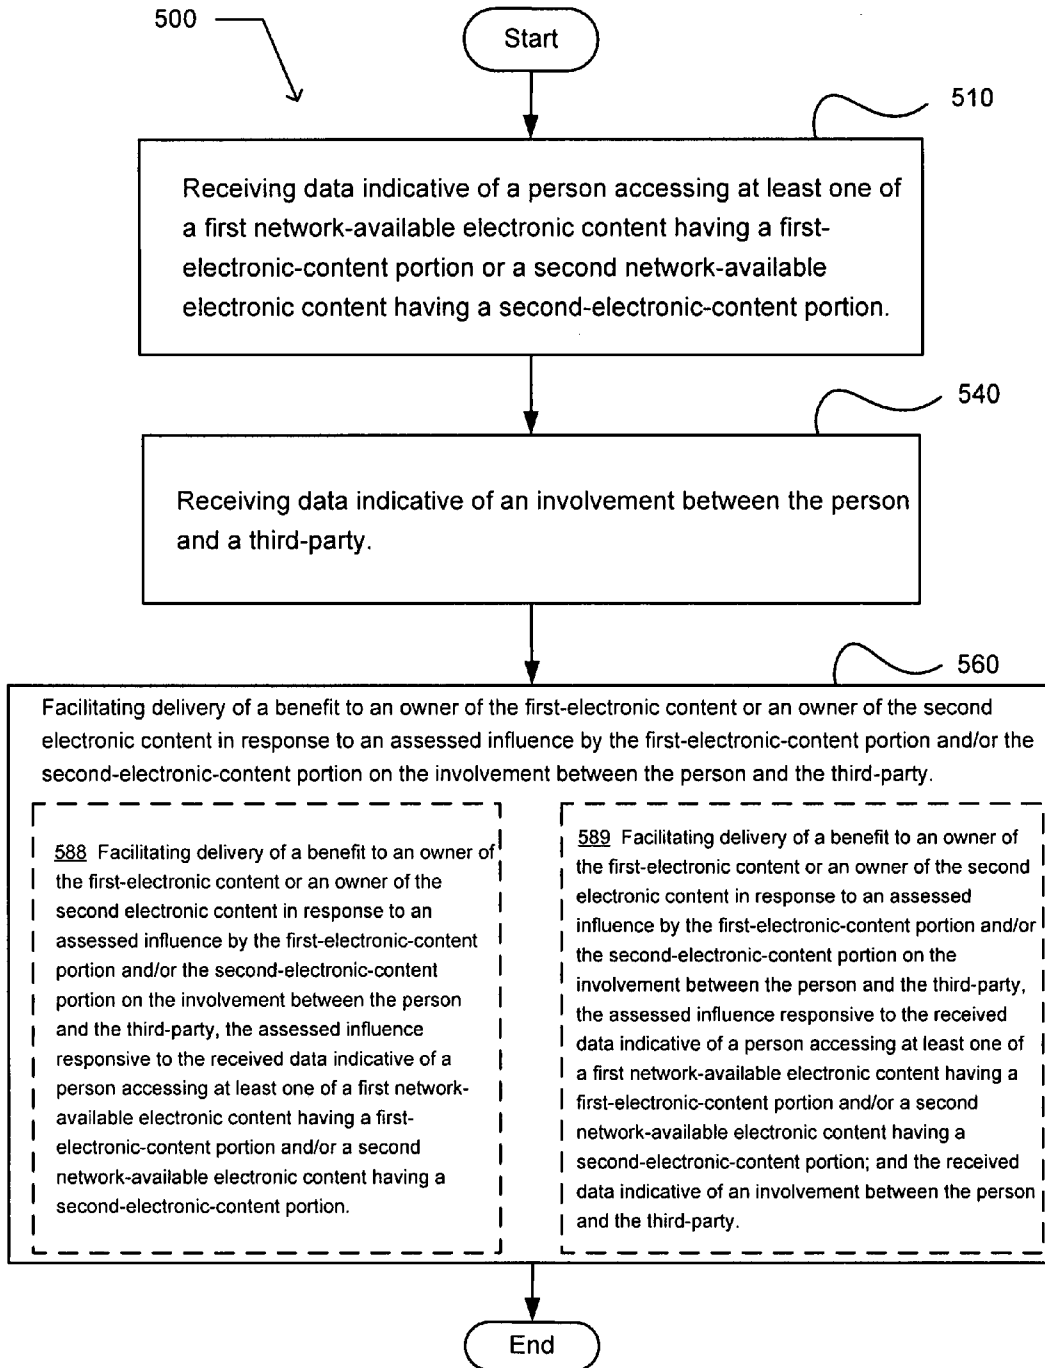 500
Start
510
Receiving data indicative of a person accessing at least one of
a first network-available electronic content having a first-
electronic-content portion or a second network-available
electronic content having a second-electronic-content portion.
540
Receiving data indicative of an involvement between the person
and a third-party.
560
Facilitating delivery of a benefit to an owner of the first-electronic content or an owner of the second
electronic content in response to an assessed influence by the first-electronic-content portion and/or the
second-electronic-content portion on the involvement between the person and the third-party.
588 Facilitating delivery of a benefit to an owner of
the first-electronic content or an owner of the
second electronic content in response to an
assessed influence by the first-electronic-content
portion and/or the second-electronic-content
portion on the involvement between the person
and the third-party, the assessed influence
responsive to the received data indicative of a
person accessing at least one of a first network-
available electronic content having a first-
electronic-content portion and/or a second
network-available electronic content having a
second-electronic-content portion.
589 Facilitating delivery of a benefit to an owner of
the first-electronic content or an owner of the second
electronic content in response to an assessed
influence by the first-electronic-content portion and/or
the second-electronic-content portion on the
involvement between the person and the third-party,
the assessed influence responsive to the received
data indicative of a person accessing at least one of
a first network-available electronic content having a
first-electronic-content portion and/or a second
network-available electronic content having a
second-electronic-content portion; and the received
data indicative of an involvement between the person
and the third-party.
End